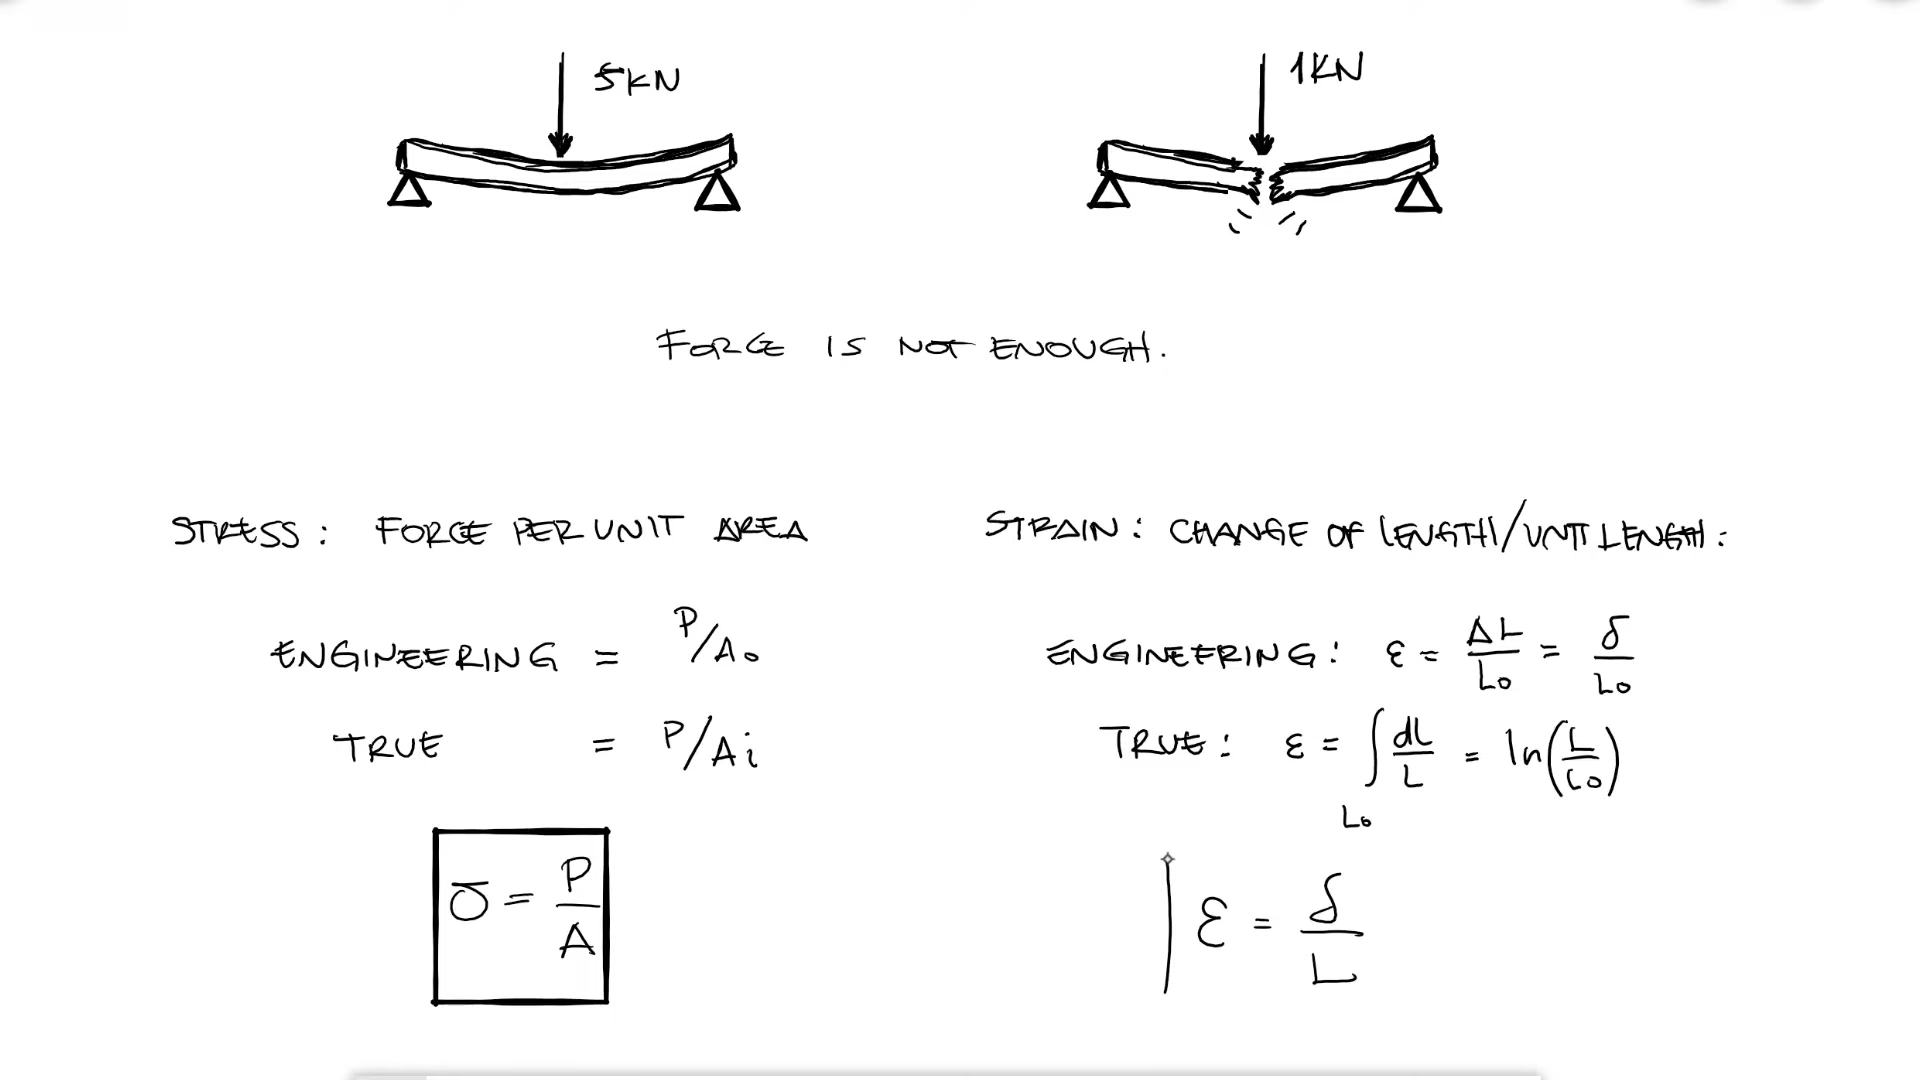 5KN
1KN
FORCE IS NOT ENOUGH.
STRESS: FORCE PER UNIT AREA
ENGINEERING = P/A₀
TRUE = P/Ai
σ = P/A
STRAIN: CHANGE OF LENGTH/UNIT LENGTH:
ENGINEERING: ε = ΔL/L₀ = δ/L₀
TRUE: ε = ∫L₀ dL/L = ln(L/L₀)
ε = δ/L